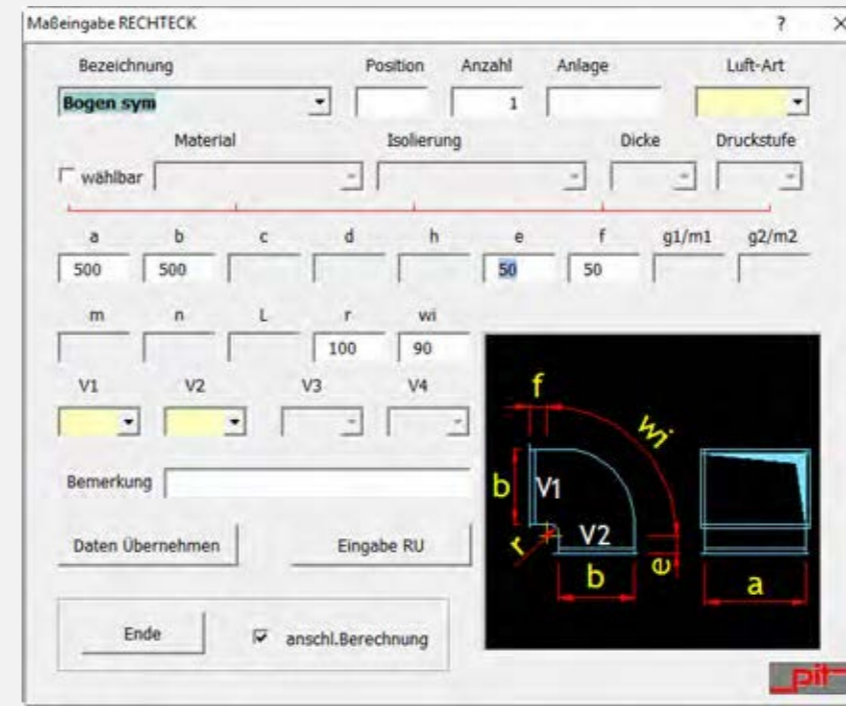 Maßeingabe RECHTECK ? ×
Bezeichnung Position Anzahl Anlage Luft-Art
Bogen sym 1
Material Isolierung Dicke Druckstufe
wählbar
a b c d h e f g1/m1 g2/m2
500 500 50 50
m n L r wi
100 90
V1 V2 V3 V4
Bemerkung
Daten Übernehmen Eingabe RU
Ende anschl.Berechnung
f
wi
b V1
V2
r e
b a
pit